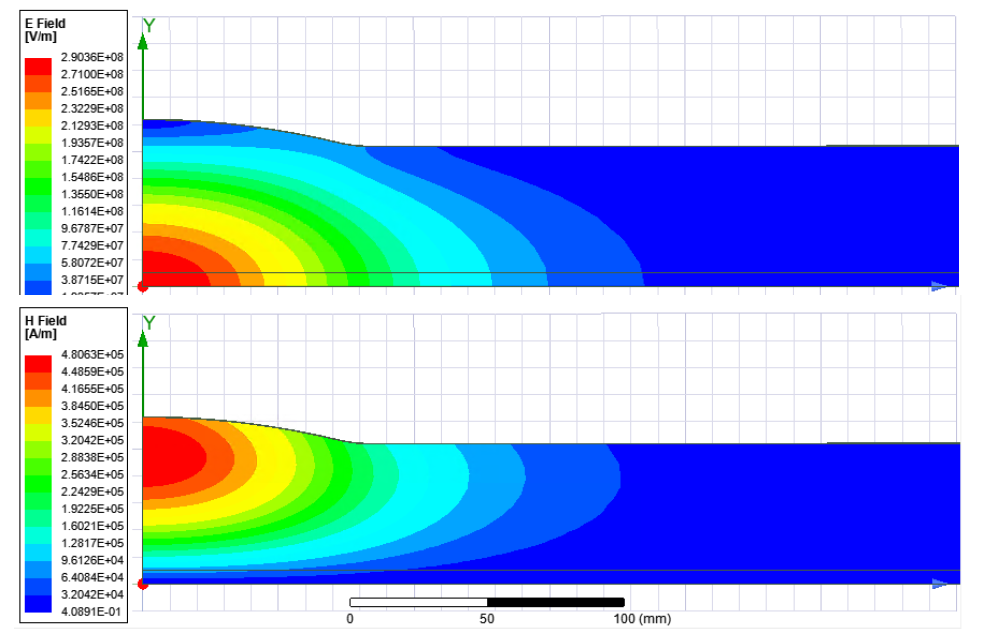 E Field
[V/m]
Y
2.9036E+08
2.7100E+08
2.5165E+08
2.3229E+08
2.1293E+08
1.9357E+08
1.7422E+08
1.5486E+08
1.3550E+08
1.1614E+08
9.6787E+07
7.7429E+07
5.8072E+07
3.8715E+07
H Field
[A/m]
Y
4.8063E+05
4.4859E+05
4.1655E+05
3.8450E+05
3.5246E+05
3.2042E+05
2.8838E+05
2.5634E+05
2.2429E+05
1.9225E+05
1.6021E+05
1.2817E+05
9.6126E+04
6.4084E+04
3.2042E+04
4.0891E-01
0 50 100 (mm)